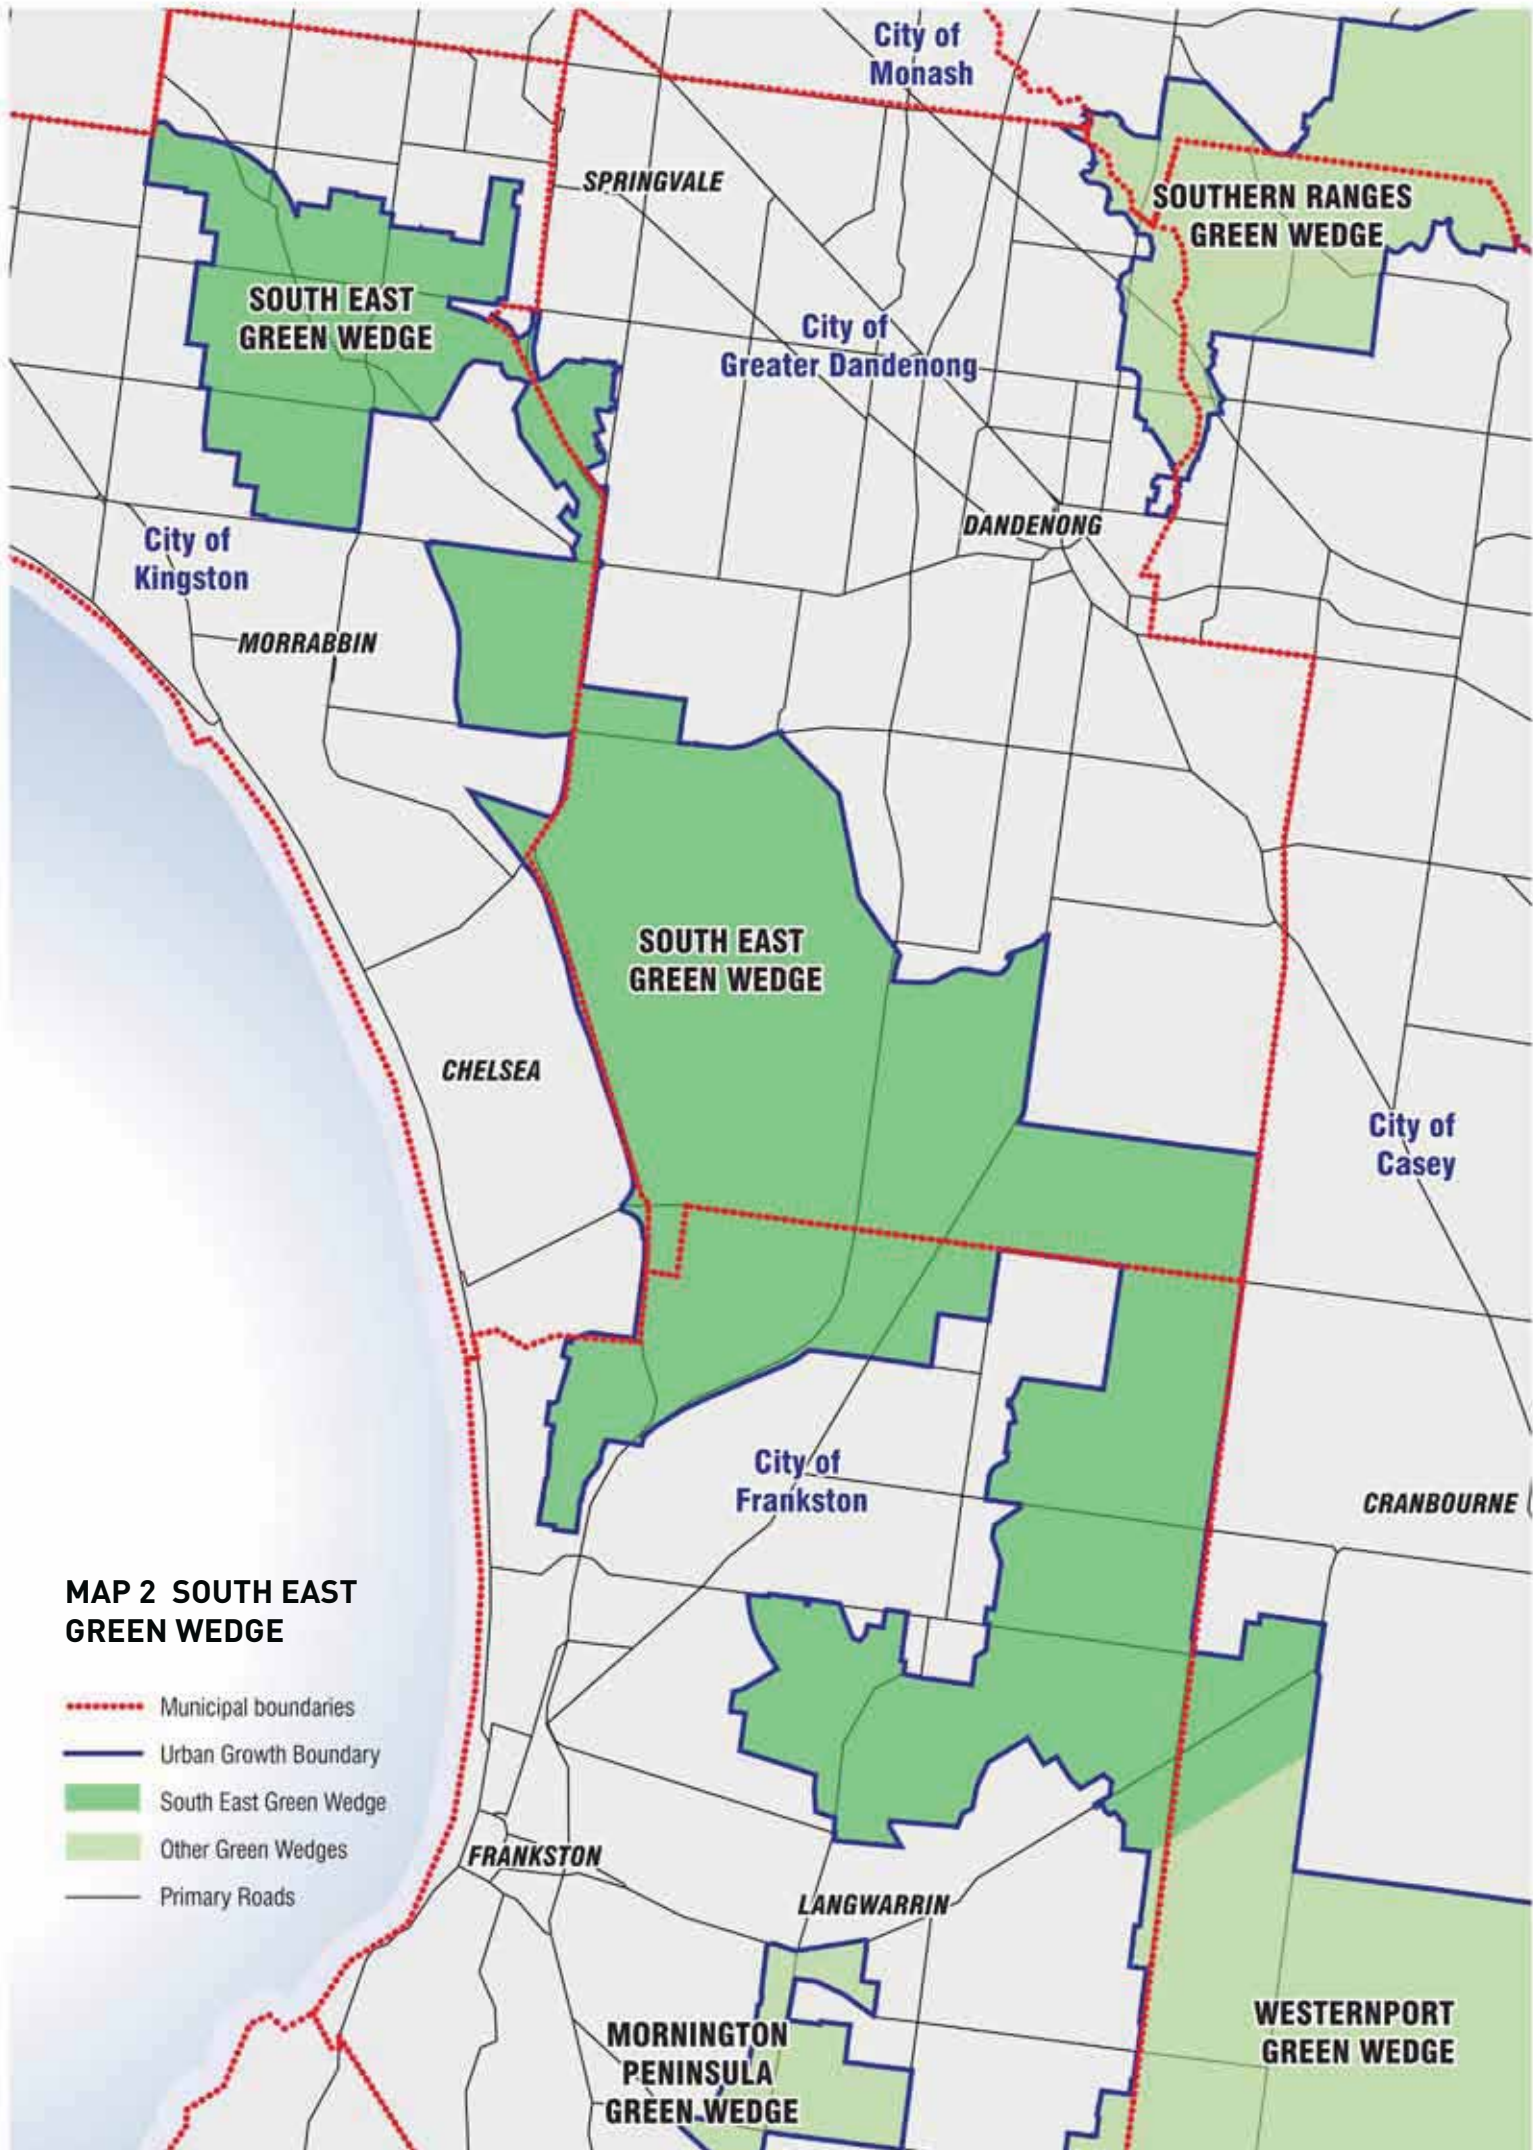 City of
Monash
SPRINGVALE
SOUTHERN RANGES
GREEN WEDGE
SOUTH EAST
GREEN WEDGE
City of
Greater Dandenong
DANDENONG
City of
Kingston
MORRABBIN
SOUTH EAST
GREEN WEDGE
CHELSEA
City of
Casey
City of
Frankston
CRANBOURNE
MAP 2 SOUTH EAST
GREEN WEDGE
Municipal boundaries
Urban Growth Boundary
South East Green Wedge
Other Green Wedges
Primary Roads
FRANKSTON
LANGWARRIN
MORNINGTON
PENINSULA
GREEN WEDGE
WESTERNPORT
GREEN WEDGE